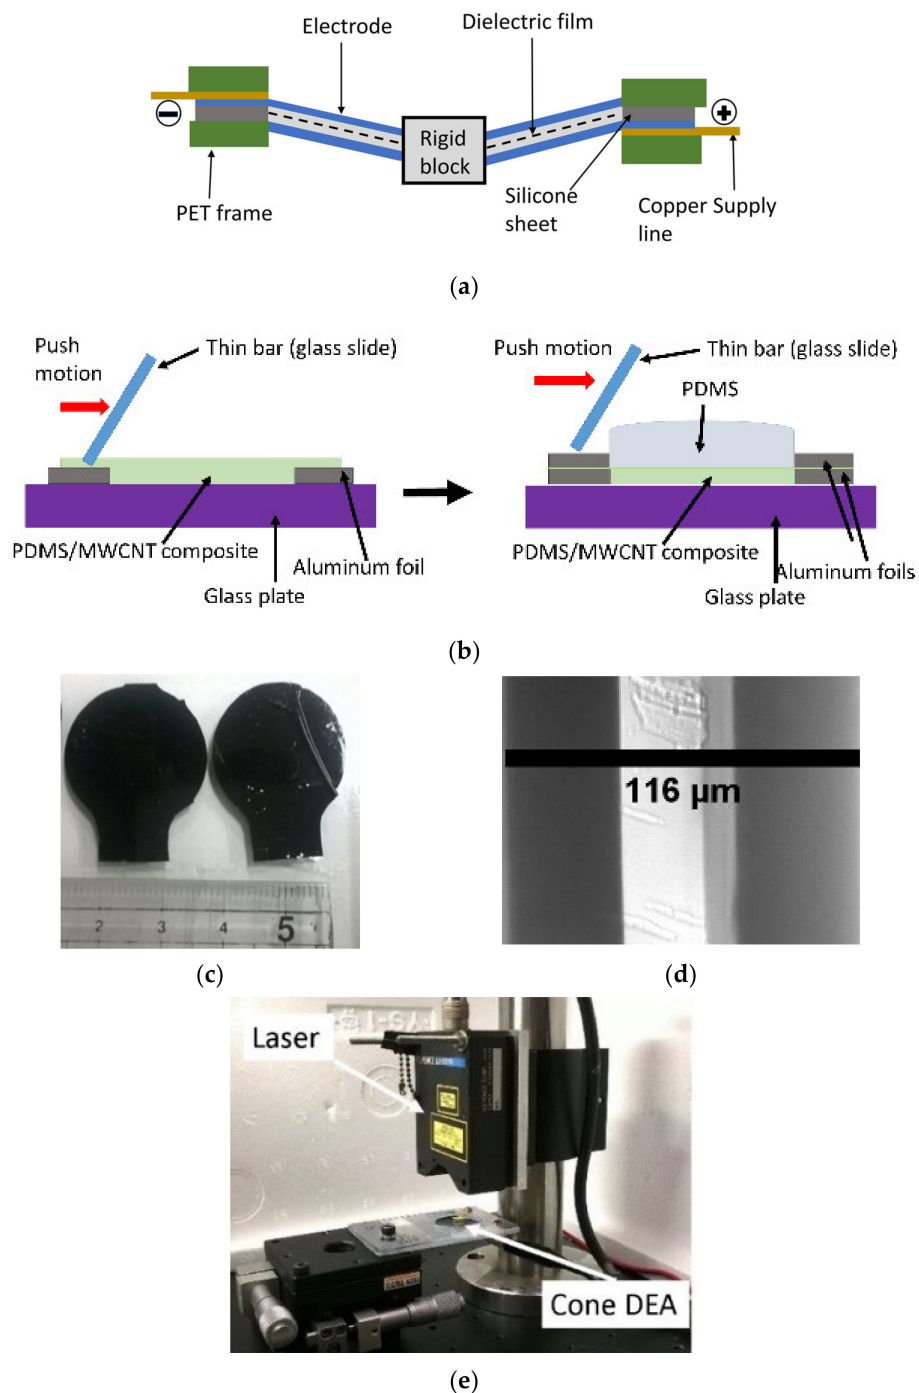 Electrode
Dielectric film
Rigid
block
PET frame
Silicone
sheet
Copper Supply
line
(a)
Push
motion
Thin bar (glass slide)
PDMS/MWCNT composite
Aluminum foil
Glass plate
Push motion
Thin bar (glass slide)
PDMS
PDMS/MWCNT composite
Aluminum foils
Glass plate
(b)
2 3 4 5
(c)
116 µm
(d)
Laser
Cone DEA
(e)